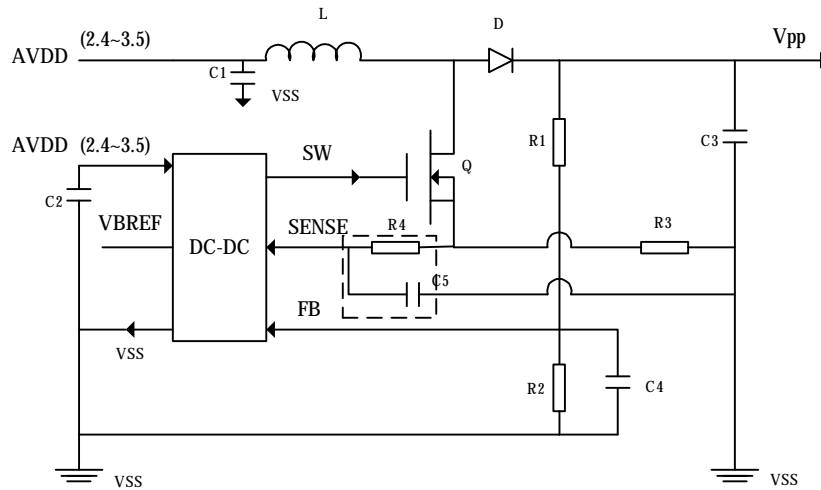 L
D
AVDD (2.4~3.5)
Vpp
C1
VSS
AVDD (2.4~3.5)
SW
Q
R1
C3
C2
VBREF
DC-DC
SENSE
R4
R3
C5
FB
VSS
R2
C4
VSS
VSS